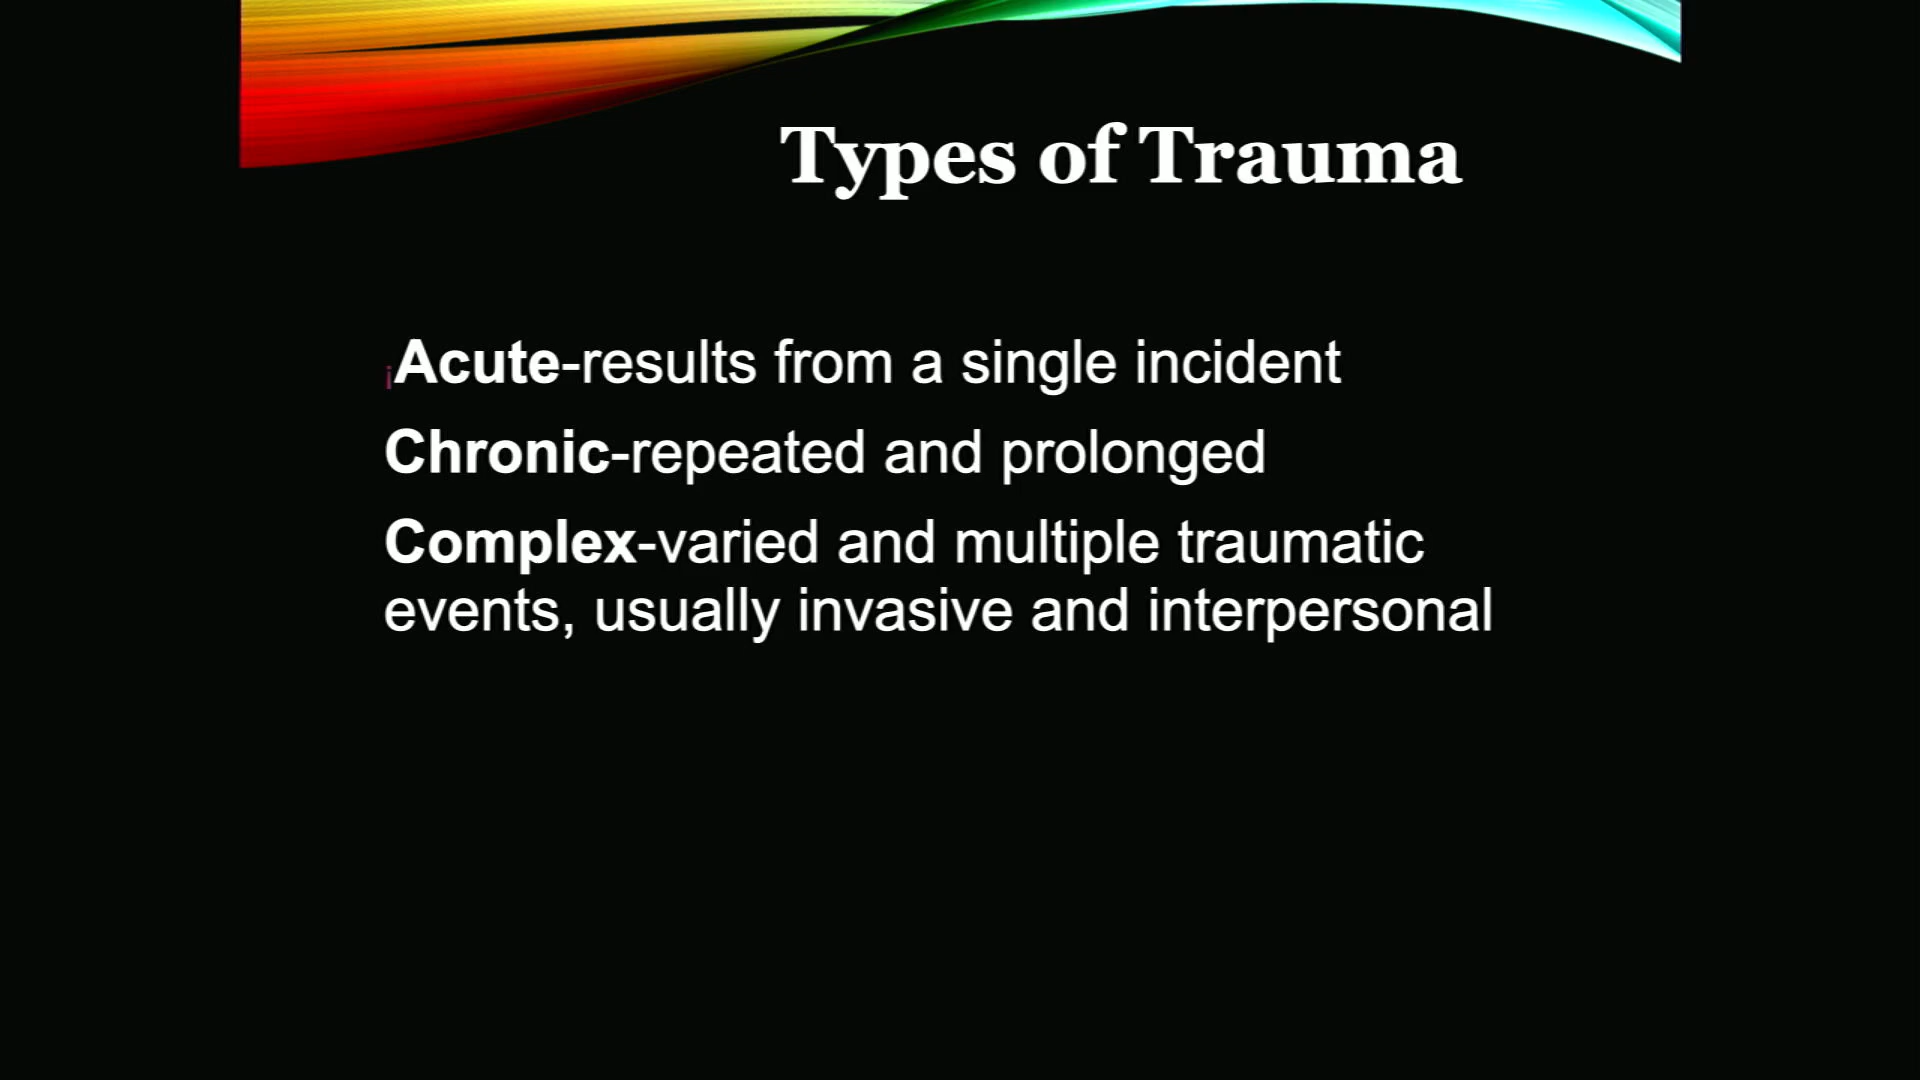 Types of Trauma
¡Acute-results from a single incident
Chronic-repeated and prolonged
Complex-varied and multiple traumatic
events, usually invasive and interpersonal